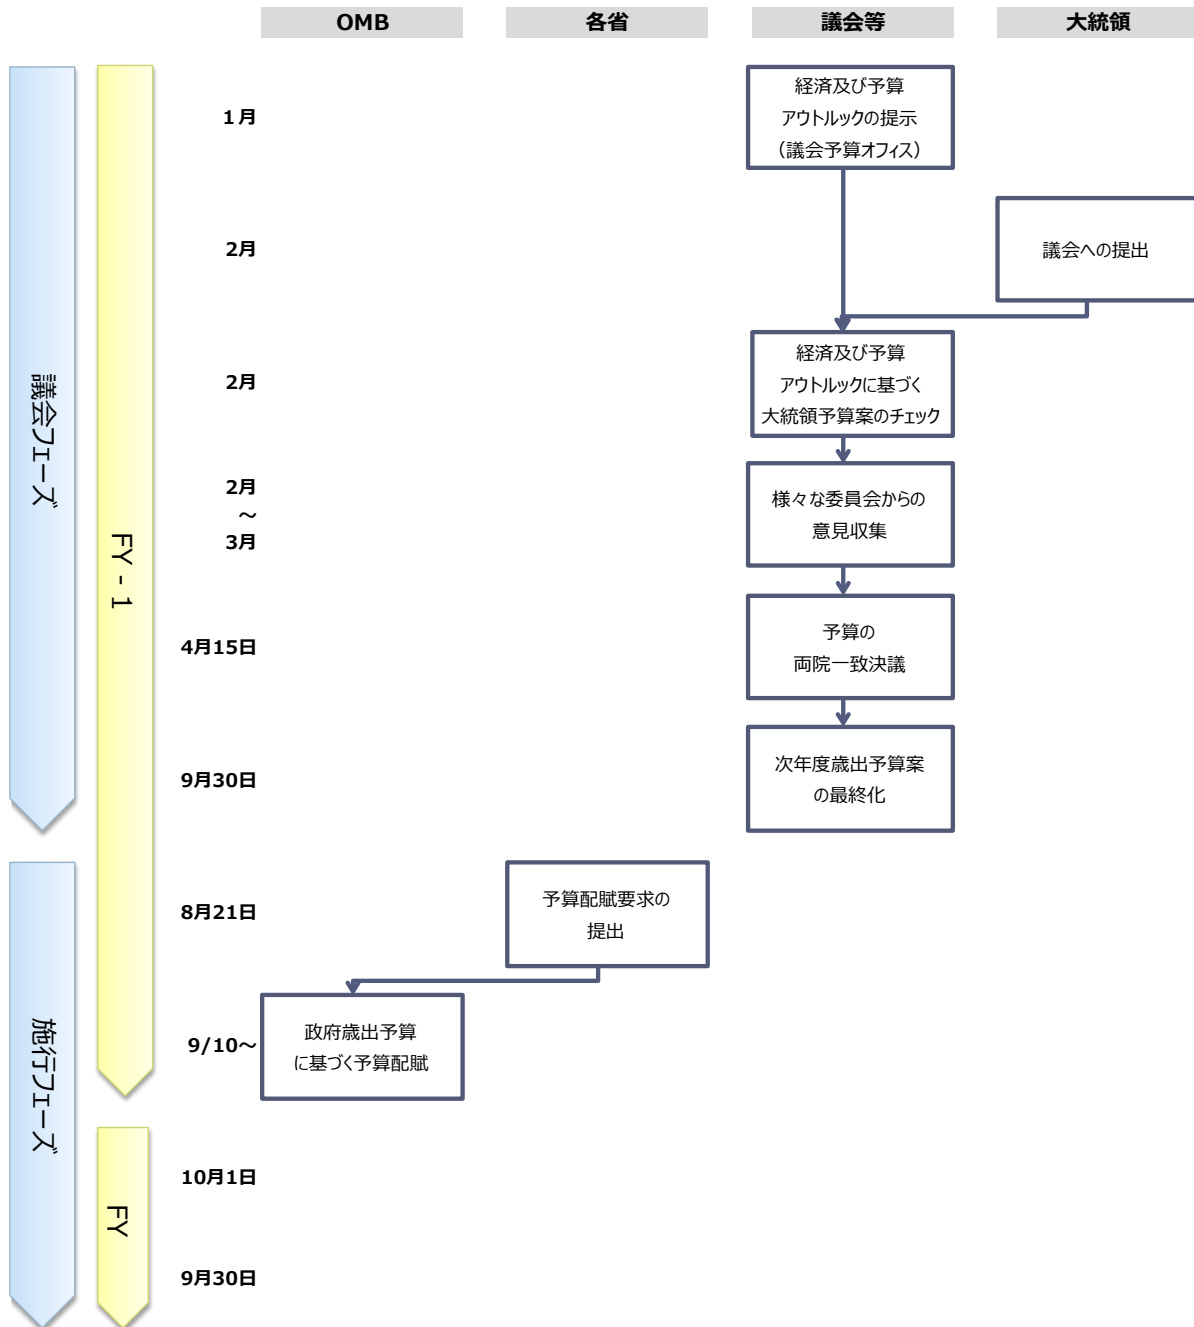 OMB
各省
議会等
大統領
議会フェーズ
FY - 1
1月
経済及び予算
アウトルックの提示
（議会予算オフィス）
2月
議会への提出
2月
経済及び予算
アウトルックに基づく
大統領予算案のチェック
2月
～
3月
様々な委員会からの
意見収集
4月15日
予算の
両院一致決議
9月30日
次年度歳出予算案
の最終化
施行フェーズ
8月21日
予算配賦要求の
提出
9/10～
政府歳出予算
に基づく予算配賦
FY
10月1日
9月30日